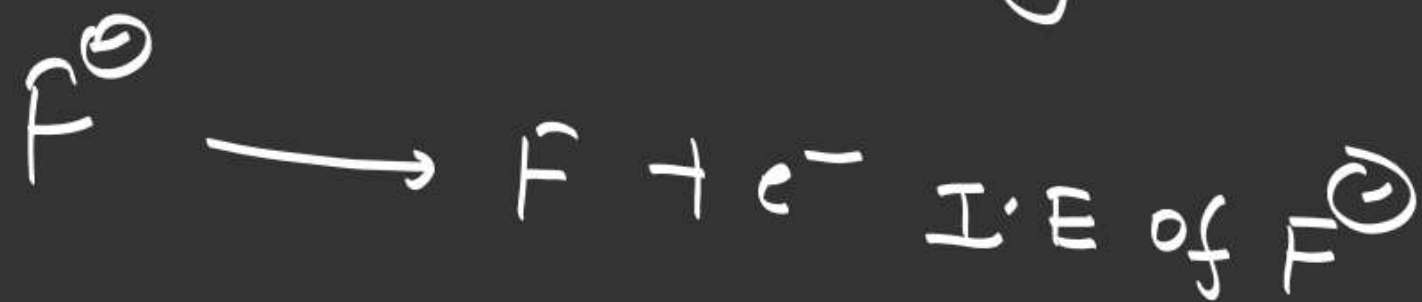 F⊖ ⟶ F + e⁻ I·E of F⊖